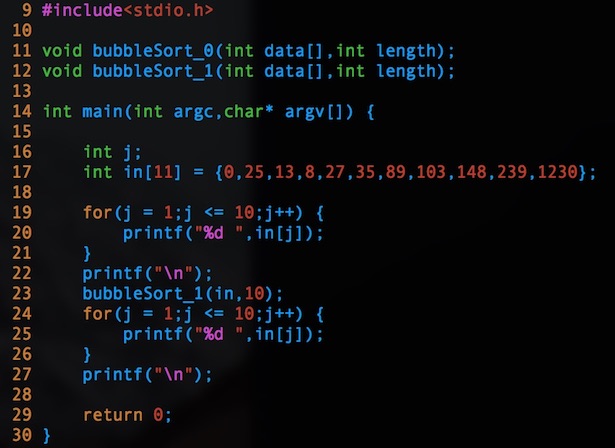 9 #include<stdio.h>
10
11 void bubbleSort_0(int data[],int length);
12 void bubbleSort_1(int data[],int length);
13
14 int main(int argc,char* argv[]) {
15
16     int j;
17     int in[11] = {0,25,13,8,27,35,89,103,148,239,1230};
18
19     for(j = 1;j <= 10;j++) {
20         printf("%d ",in[j]);
21     }
22     printf("\n");
23     bubbleSort_1(in,10);
24     for(j = 1;j <= 10;j++) {
25         printf("%d ",in[j]);
26     }
27     printf("\n");
28
29     return 0;
30 }